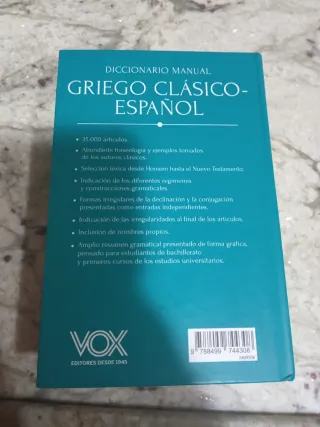 DICCIONARIO MANUAL
GRIEGO CLÁSICO-
ESPAÑOL
• 35.000 artículos.
• Abundante fraseología y ejemplos tomados
de los autores clásicos.
• Selección léxica desde Homero hasta el Nuevo Testamento.
• Indicación de los diferentes regímenes
y construcciones gramaticales.
• Formas irregulares de la declinación y la conjugación
presentadas como entradas independientes.
• Indicación de las irregularidades al final de los artículos.
• Inclusión de nombres propios.
• Amplio resumen gramatical presentado de forma gráfica,
pensado para estudiantes de bachillerato
y primeros cursos de los estudios universitarios.
VOX
EDITORES DESDE 1945
9 788499 744308